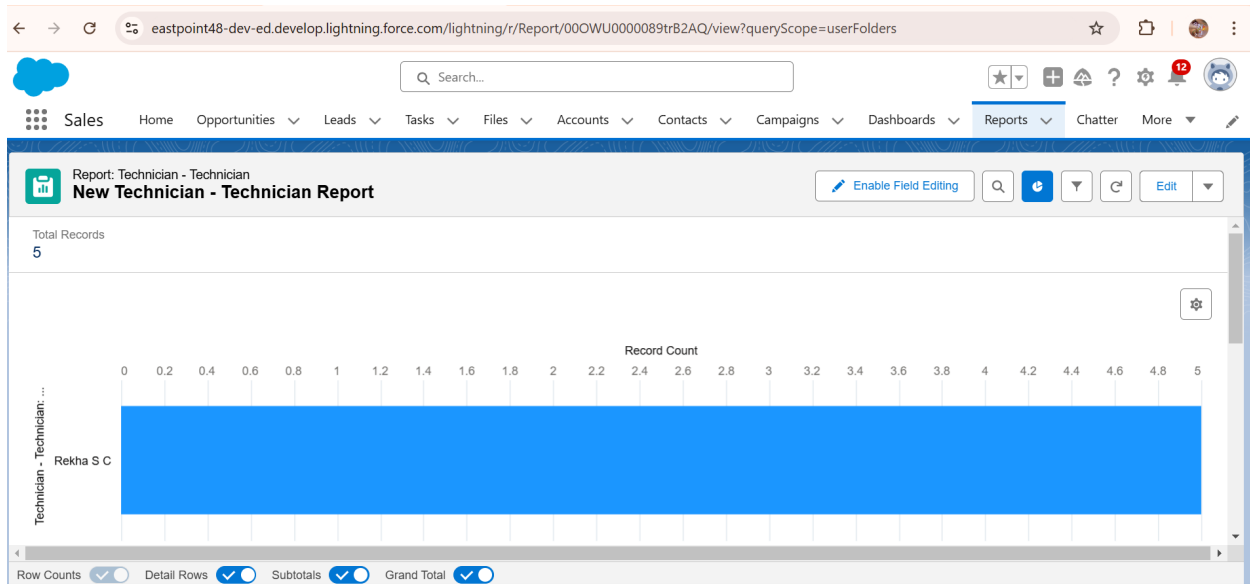 eastpoint48-dev-ed.develop.lightning.force.com/lightning/r/Report/00OWU0000089trB2AQ/view?queryScope=userFolders
Search...
12
Sales Home Opportunities Leads Tasks Files Accounts Contacts Campaigns Dashboards Reports Chatter More
Report: Technician - Technician
New Technician - Technician Report
Enable Field Editing
Edit
Total Records
5
Record Count
0 0.2 0.4 0.6 0.8 1 1.2 1.4 1.6 1.8 2 2.2 2.4 2.6 2.8 3 3.2 3.4 3.6 3.8 4 4.2 4.4 4.6 4.8 5
Technician - Technician: ...
Rekha S C
Row Counts Detail Rows Subtotals Grand Total